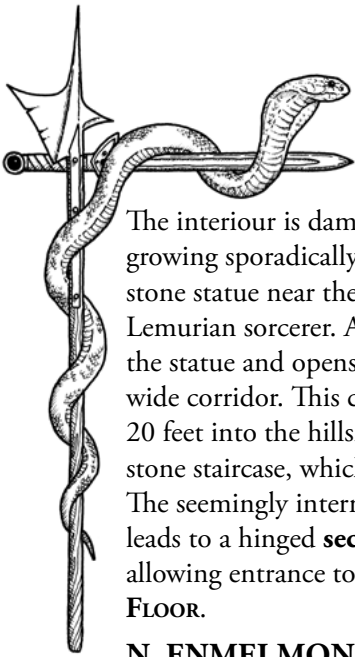 The interiour is dam
growing sporadically
stone statue near the
Lemurian sorcerer. A
the statue and opens
wide corridor. This c
20 feet into the hills
stone staircase, which
The seemingly intern
leads to a hinged sec
allowing entrance to
FLOOR.
N. ENMELMON